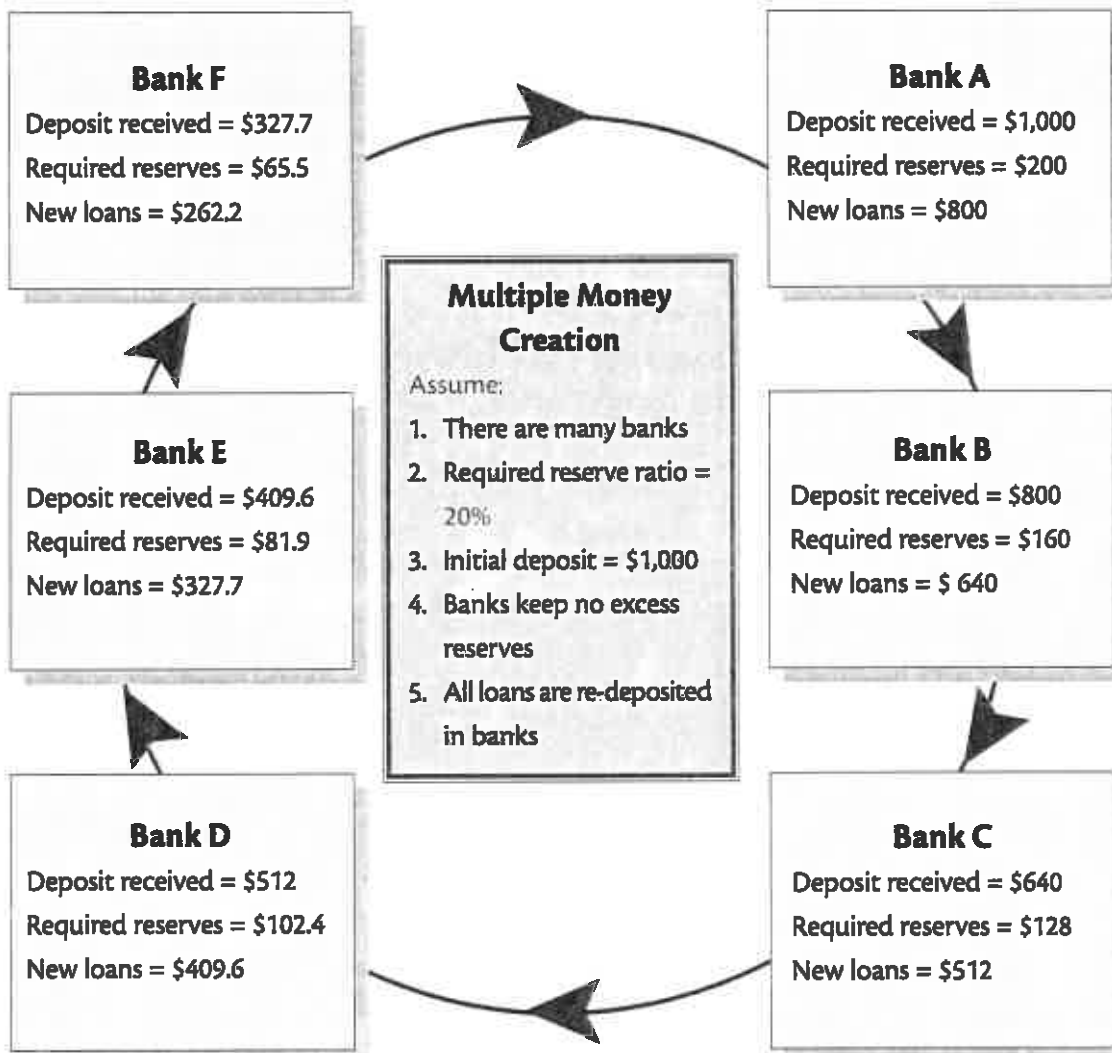 Bank F
Deposit received = $327.7
Required reserves = $65.5
New loans = $262.2
Bank A
Deposit received = $1,000
Required reserves = $200
New loans = $800
Multiple Money
Creation
Assume:
1. There are many banks
2. Required reserve ratio =
20%
3. Initial deposit = $1,000
4. Banks keep no excess
reserves
5. All loans are re-deposited
in banks
Bank E
Deposit received = $409.6
Required reserves = $81.9
New loans = $327.7
Bank B
Deposit received = $800
Required reserves = $160
New loans = $ 640
Bank D
Deposit received = $512
Required reserves = $102.4
New loans = $409.6
Bank C
Deposit received = $640
Required reserves = $128
New loans = $512